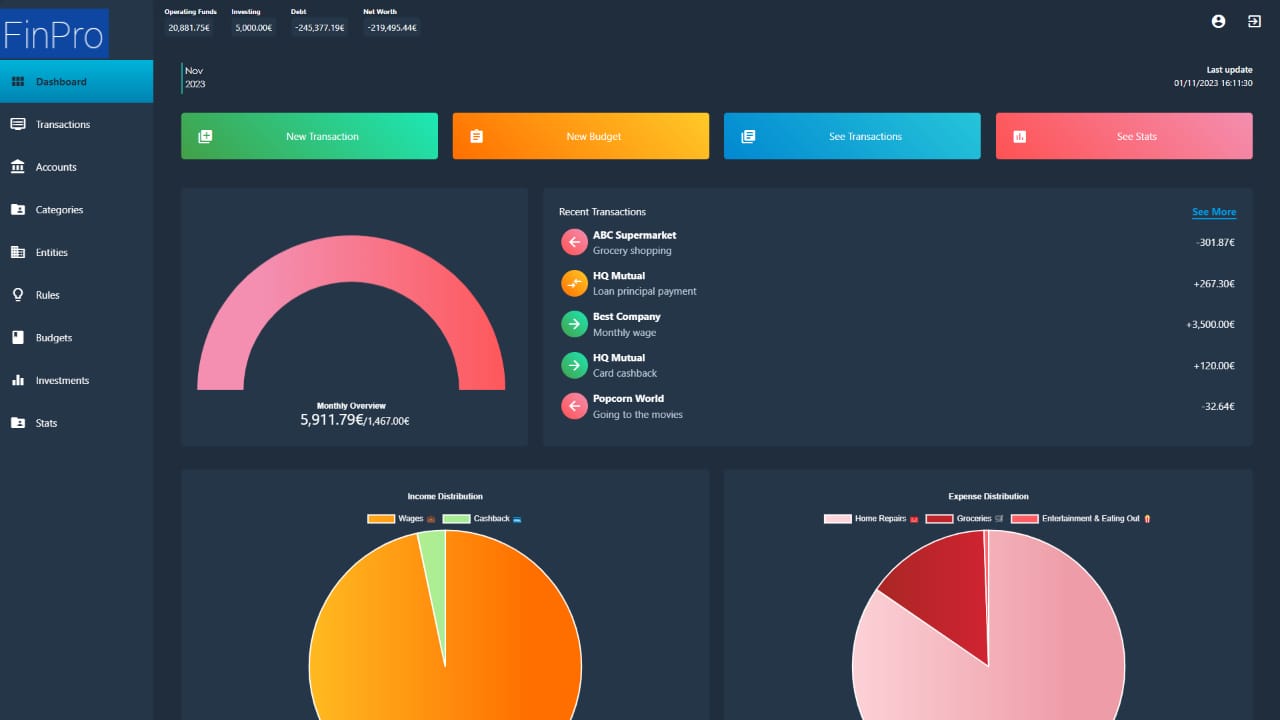 FinPro
Operating Funds Investing Debt Net Worth
20,881.75€ 5,000.00€ -245,377.19€ -219,495.44€
Dashboard
Transactions
Accounts
Categories
Entities
Rules
Budgets
Investments
Stats
Nov
2023
Last update
01/11/2023 16:11:30
New Transaction
New Budget
See Transactions
See Stats
Monthly Overview
5,911.79€/1,467.00€
Recent Transactions See More
ABC Supermarket
Grocery shopping
-301.87€
HQ Mutual
Loan principal payment
+267.30€
Best Company
Monthly wage
+3,500.00€
HQ Mutual
Card cashback
+120.00€
Popcorn World
Going to the movies
-32.64€
Income Distribution
Wages Cashback
Expense Distribution
Home Repairs Groceries Entertainment & Eating Out